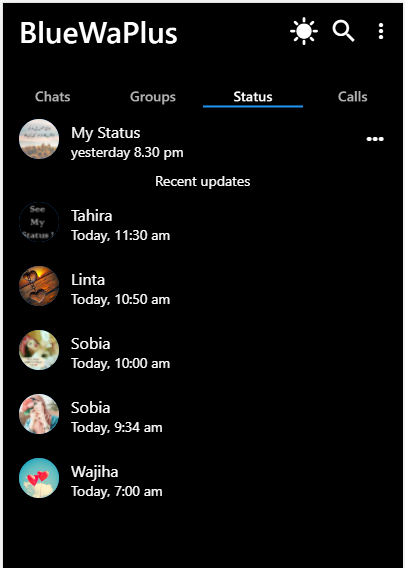 BlueWaPlus
Chats Groups Status Calls
My Status
yesterday 8.30 pm
Recent updates
See
My
Status!
Tahira
Today, 11:30 am
Linta
Today, 10:50 am
Sobia
Today, 10:00 am
Sobia
Today, 9:34 am
Wajiha
Today, 7:00 am